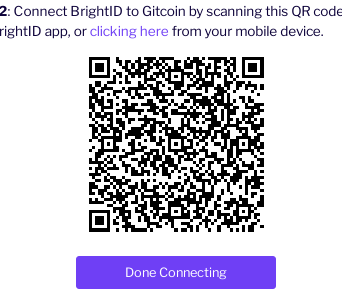 2: Connect BrightID to Gitcoin by scanning this QR code
rightID app, or clicking here from your mobile device.
Done Connecting